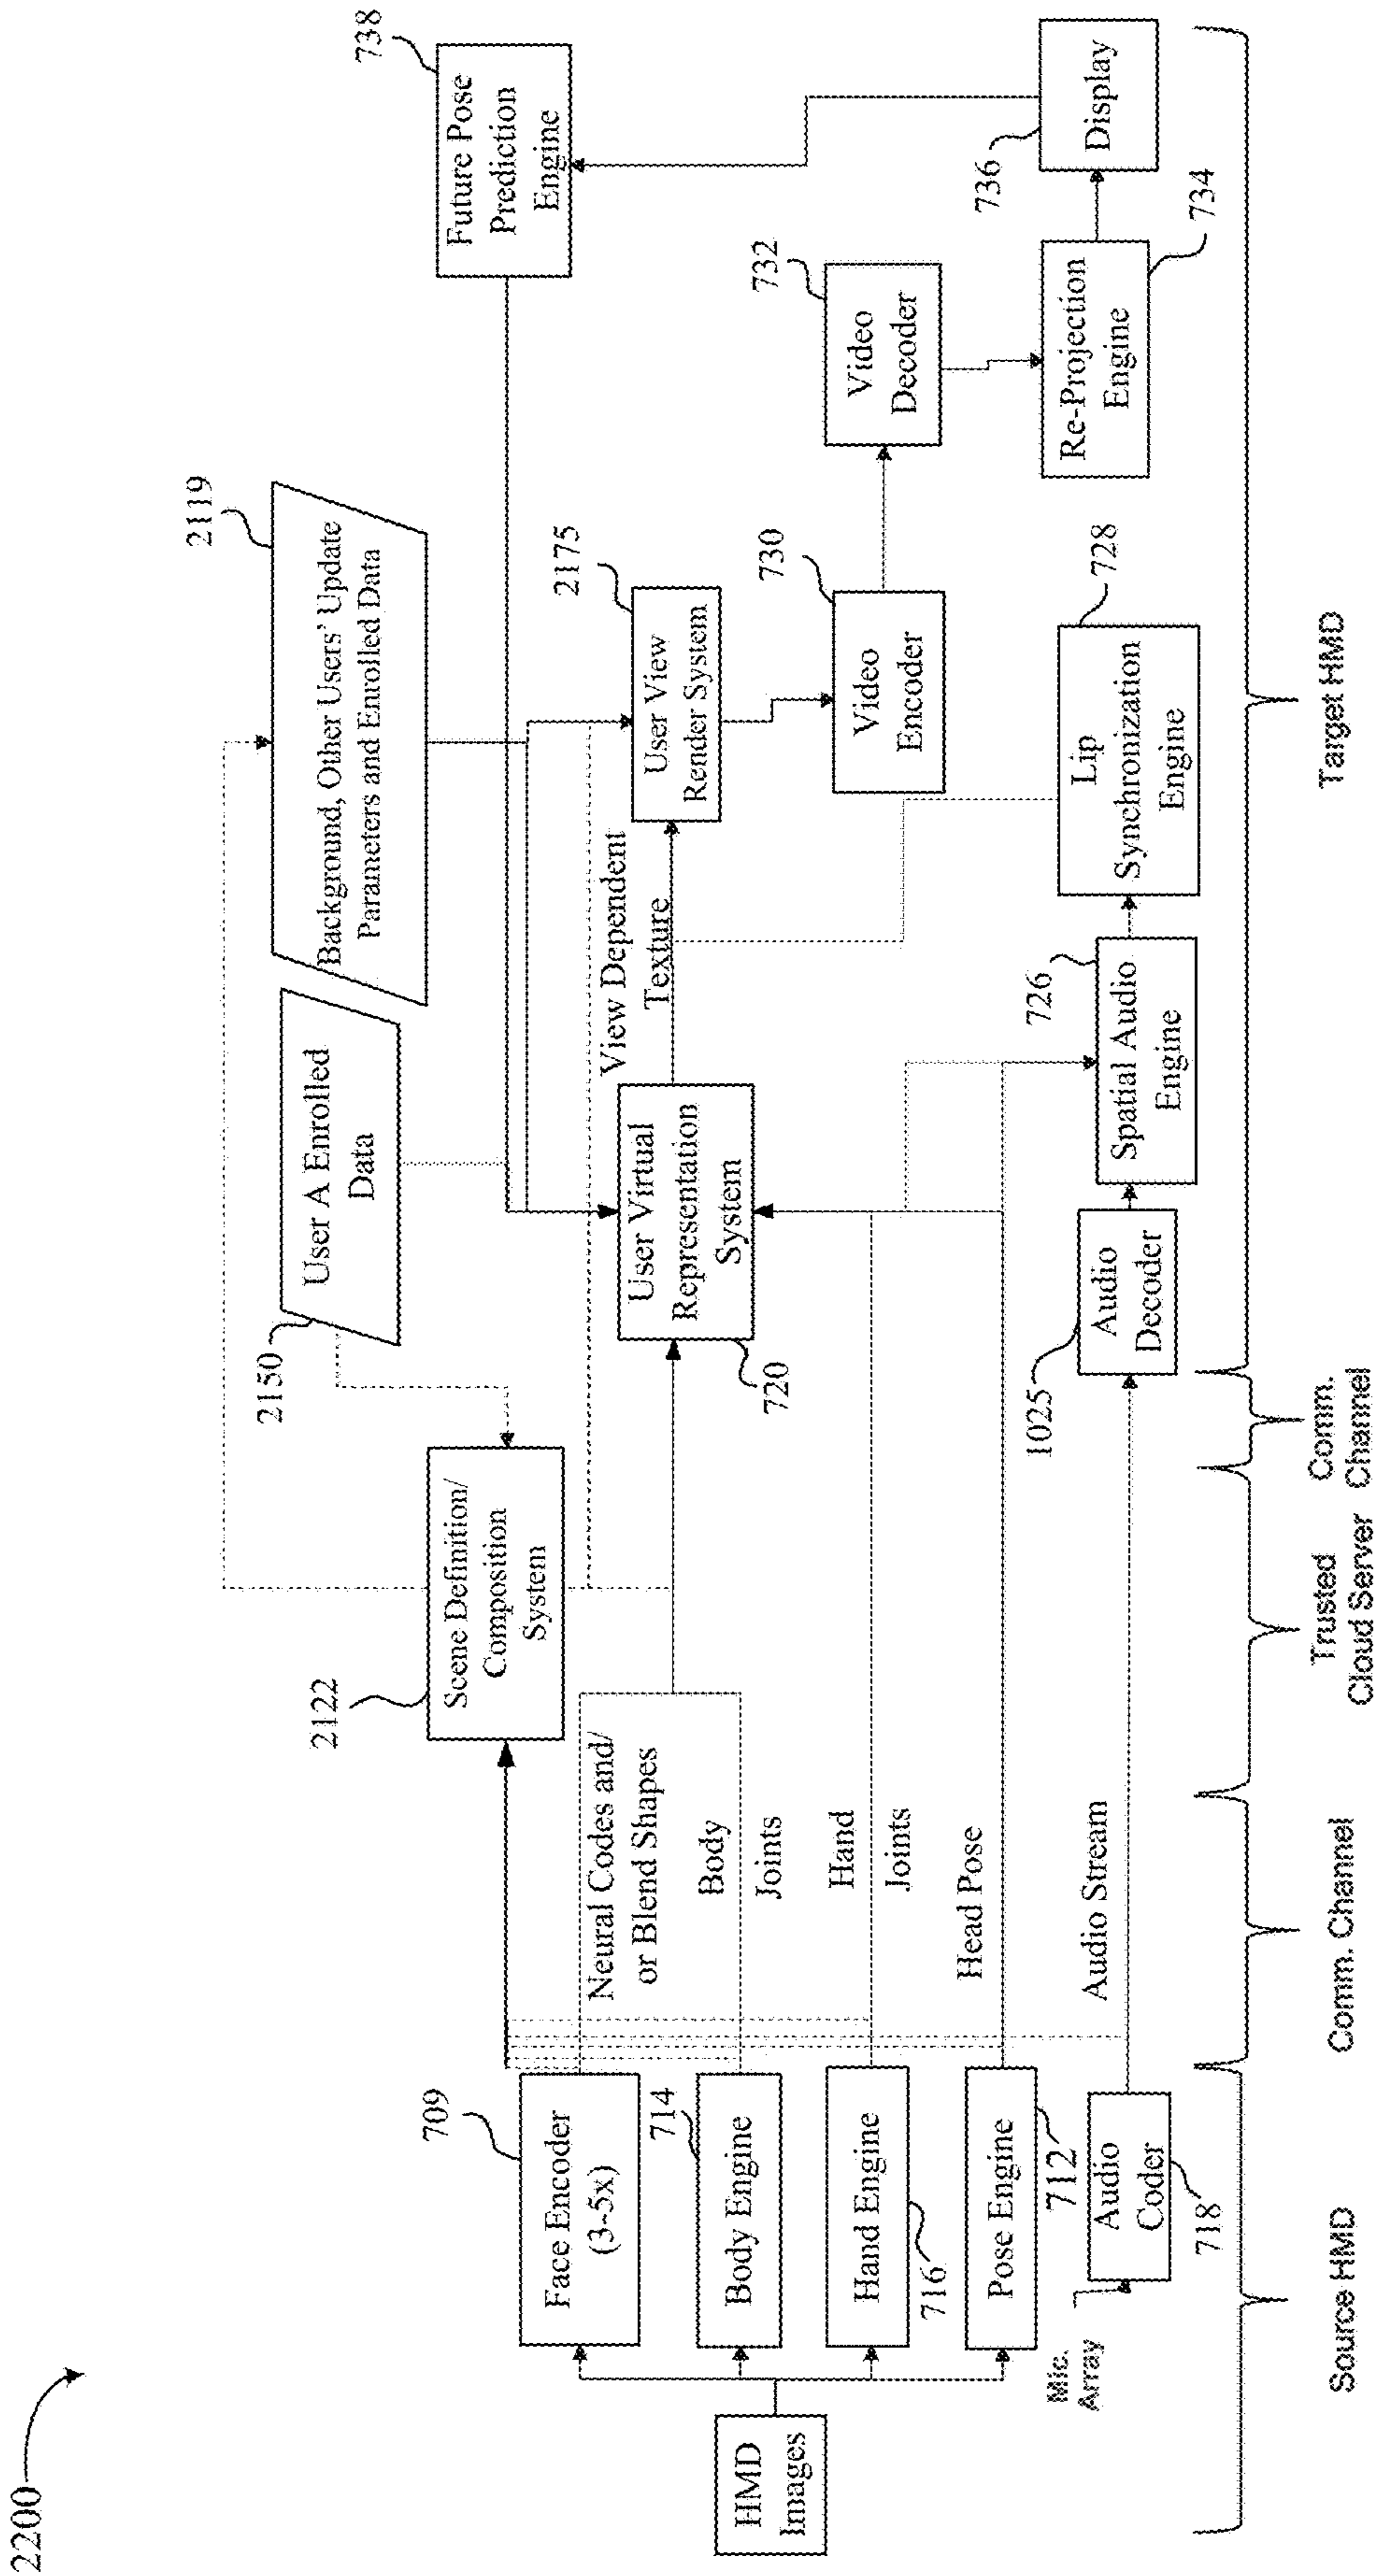 2200
HMD
Images
Face Encoder
(3-5x)
709
Body Engine
714
Hand Engine
716
Pose Engine
712
Mic.
Array
Audio
Coder
718
Neural Codes and/
or Blend Shapes
Body
Joints
Hand
Joints
Head Pose
Audio Stream
2122
Scene Definition/
Composition
System
2150
User A Enrolled
Data
2119
Background, Other Users' Update
Parameters and Enrolled Data
User Virtual
Representation
System
720
View Dependent
Texture
2175
User View
Render System
730
Video
Encoder
732
Video
Decoder
738
Future Pose
Prediction
Engine
1025
Audio
Decoder
726
Spatial Audio
Engine
728
Lip
Synchronization
Engine
Re-Projection
Engine
734
736
Display
Source HMD
Comm. Channel
Trusted
Cloud Server
Comm.
Channel
Target HMD